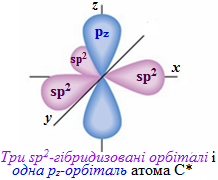 z
pz
sp2
x
sp2
sp2
y
Три sp2-гібридизовані орбіталі і
одна pz-орбіталь атома C*